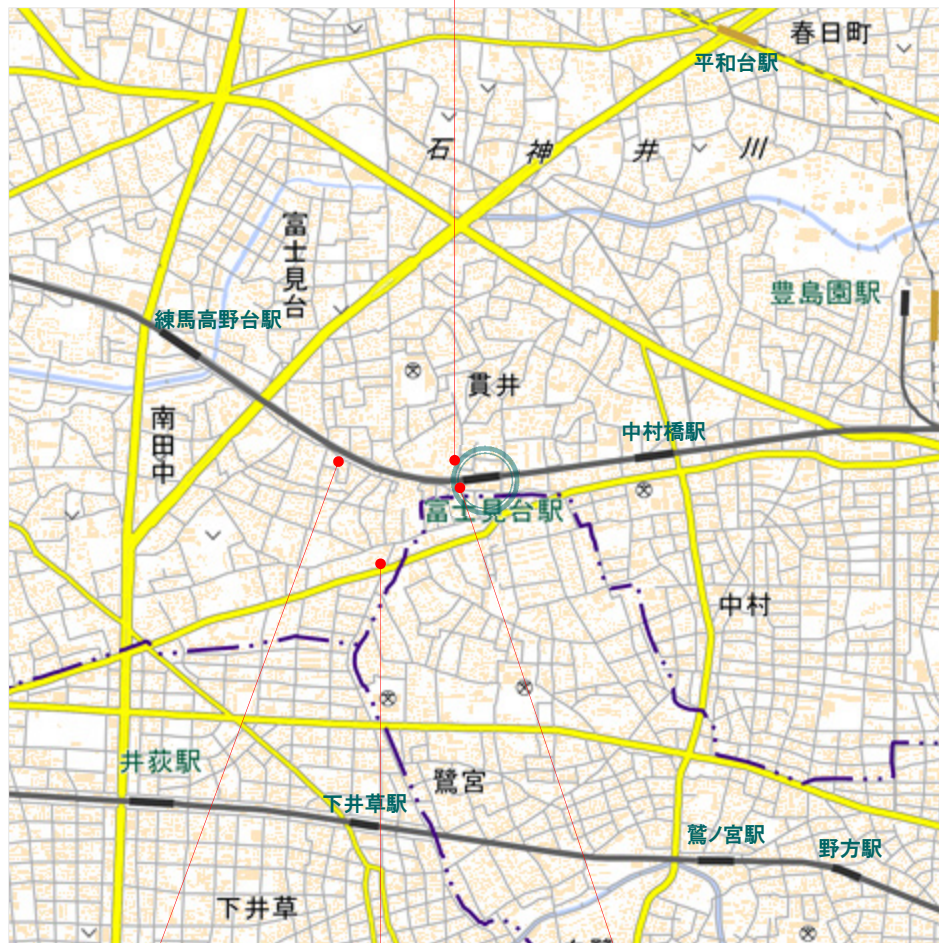 春日町
平和台駅
石神井川
富士見台
豊島園駅
練馬高野台駅
貫井
南田中
中村橋駅
富士見台駅
中村
井荻駅
鷺宮
下井草駅
鷺ノ宮駅
野方駅
下井草